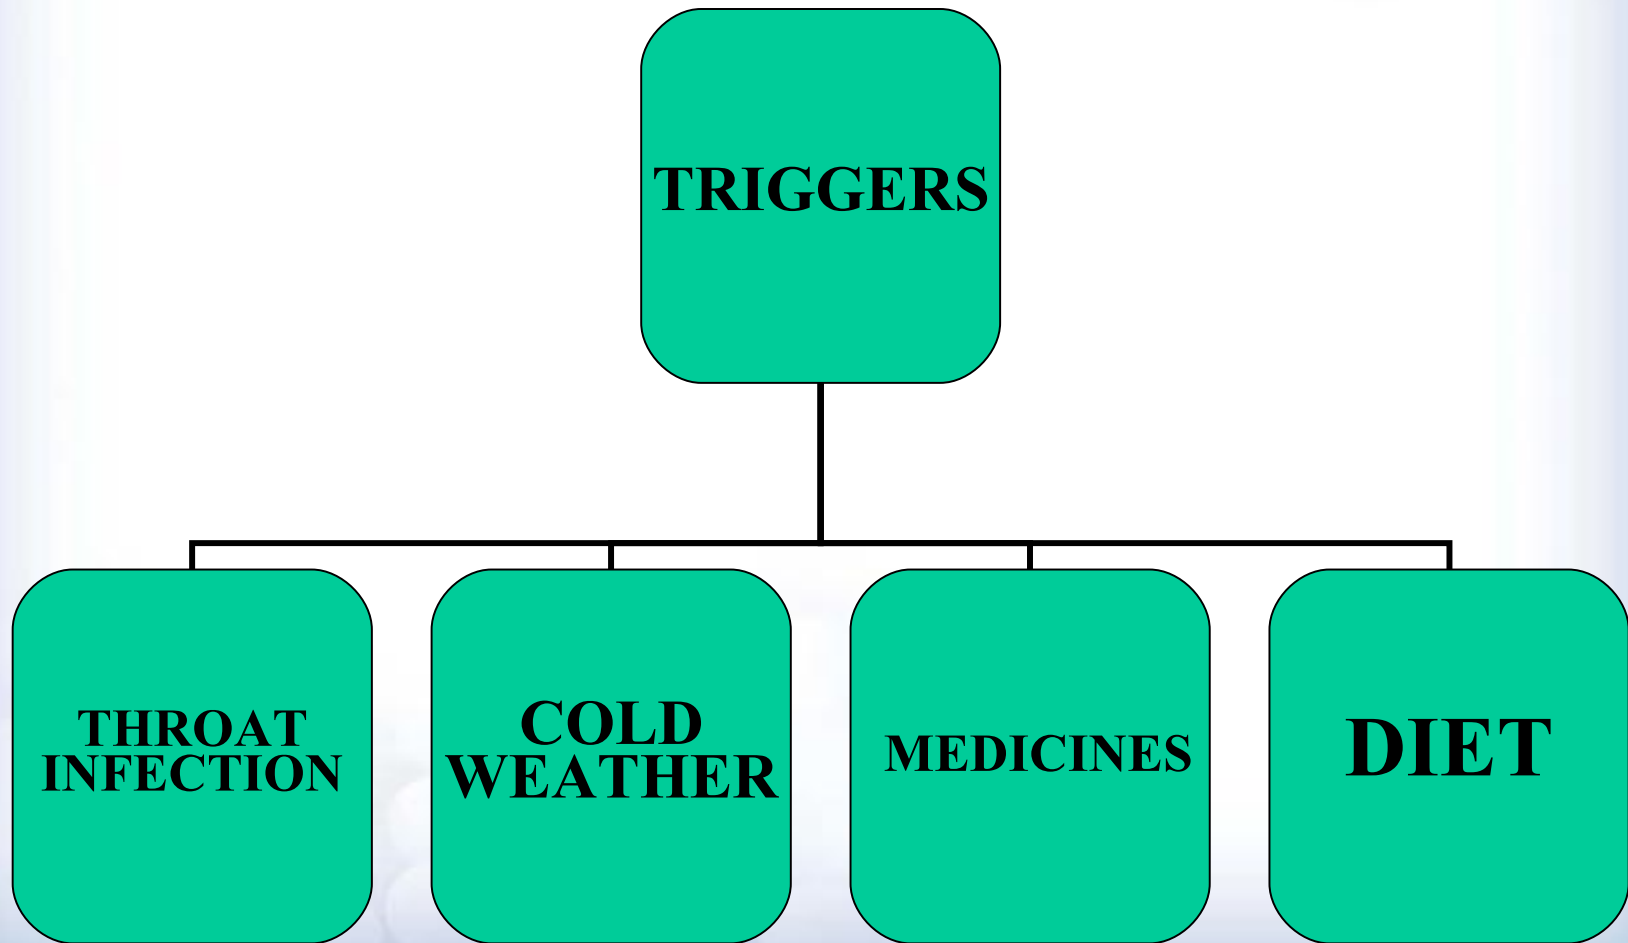 TRIGGERS
THROAT
INFECTION
COLD
WEATHER
MEDICINES
DIET